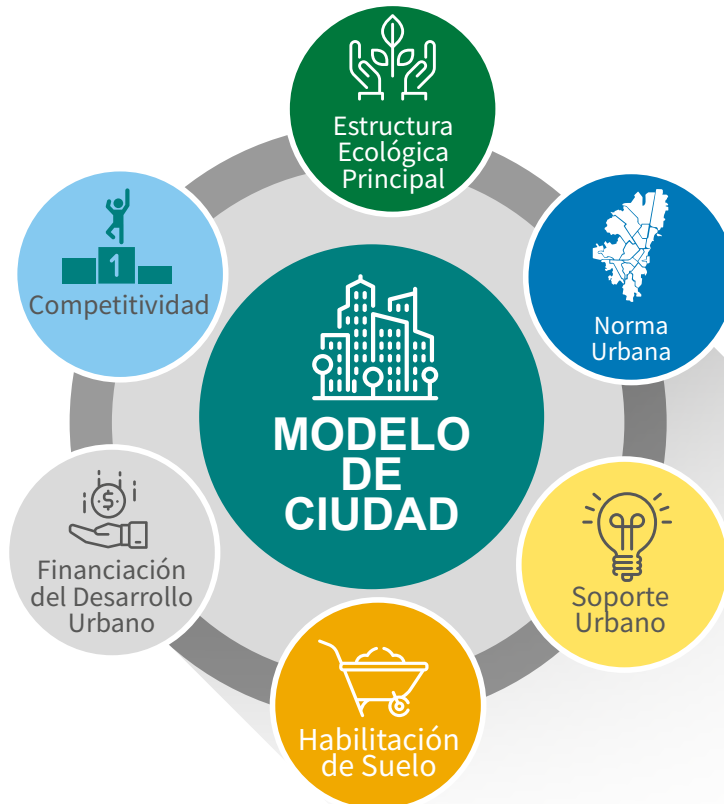 Estructura
Ecológica
Principal
Norma
Urbana
Soporte
Urbano
Habilitación
de Suelo
Financiación
del Desarrollo
Urbano
1
Competitividad
MODELO
DE
CIUDAD